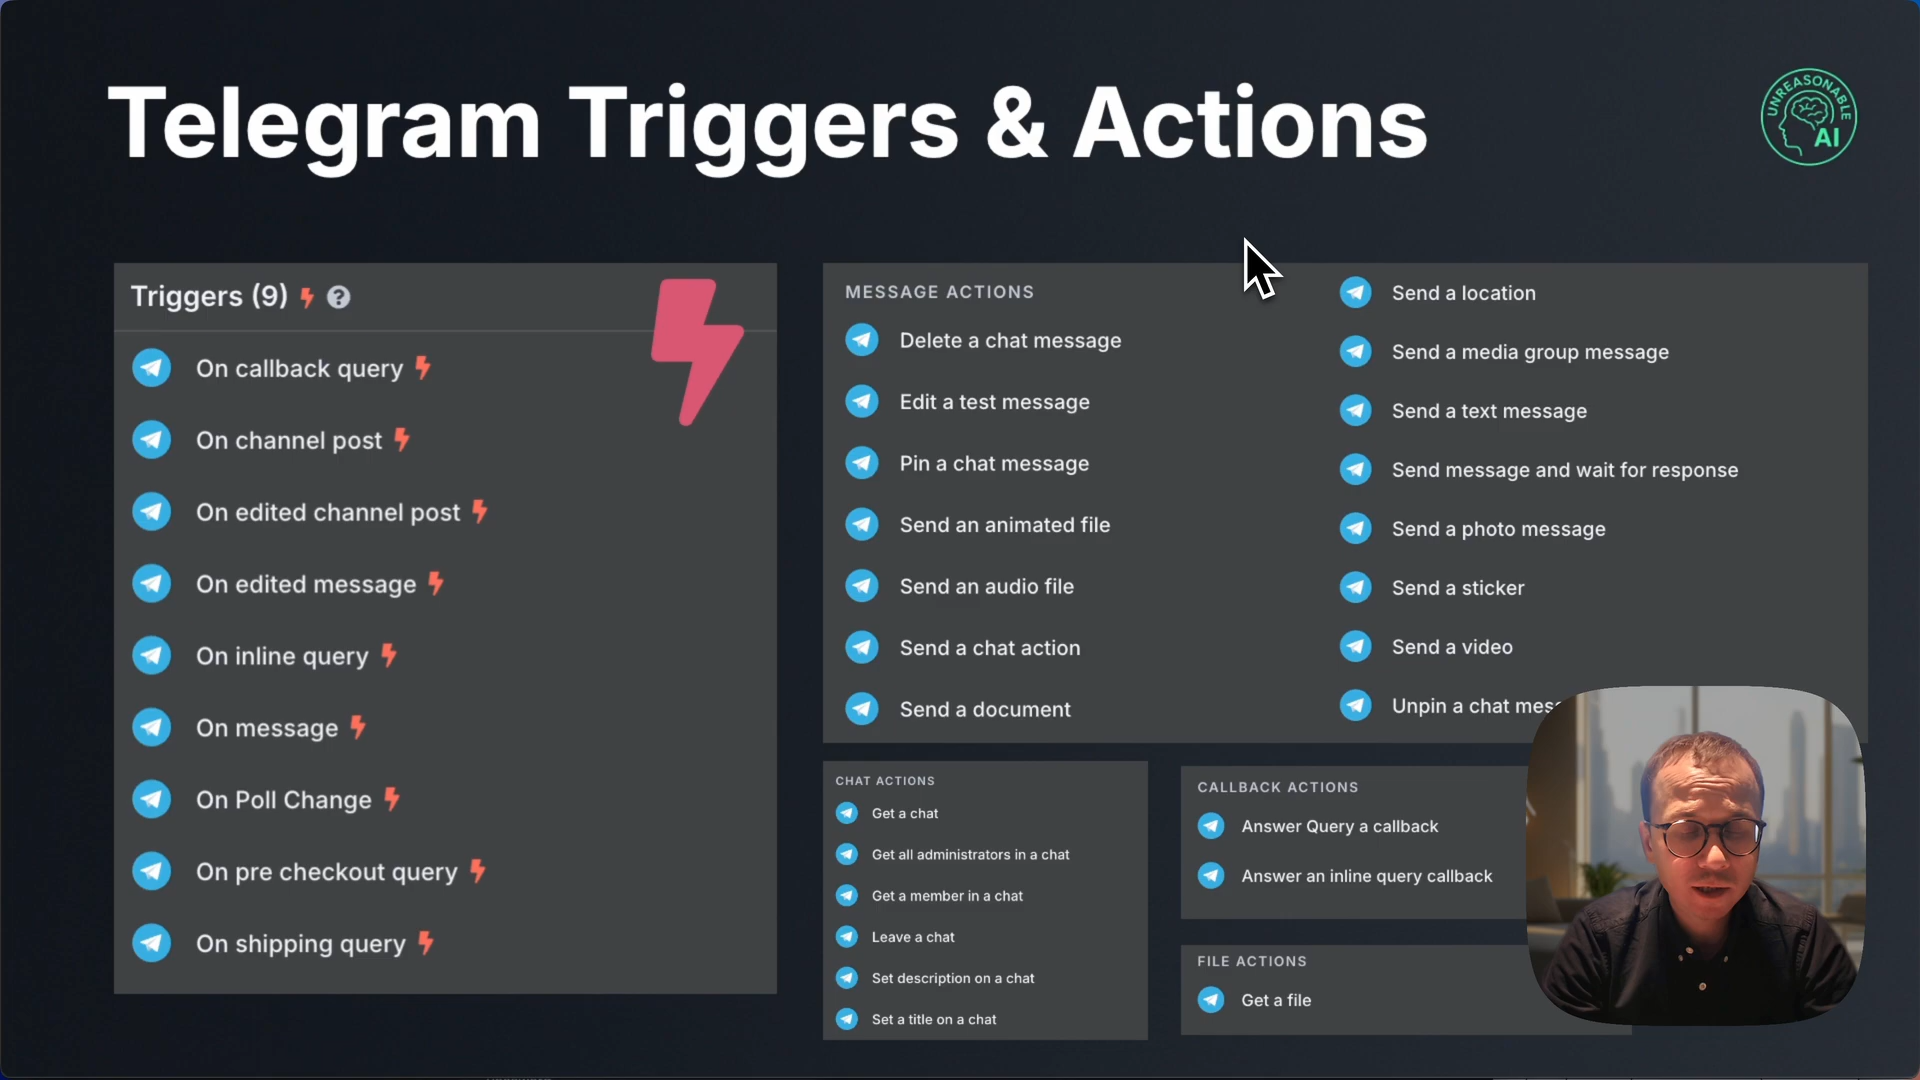 Telegram Triggers & Actions
UNREASONABLE
AI
Triggers (9)
On callback query
On channel post
On edited channel post
On edited message
On inline query
On message
On Poll Change
On pre checkout query
On shipping query
MESSAGE ACTIONS
Delete a chat message
Edit a test message
Pin a chat message
Send an animated file
Send an audio file
Send a chat action
Send a document
Send a location
Send a media group message
Send a text message
Send message and wait for response
Send a photo message
Send a sticker
Send a video
Unpin a chat
CHAT ACTIONS
Get a chat
Get all administrators in a chat
Get a member in a chat
Leave a chat
Set description on a chat
Set a title on a chat
CALLBACK ACTIONS
Answer Query a callback
Answer an inline query callback
FILE ACTIONS
Get a file